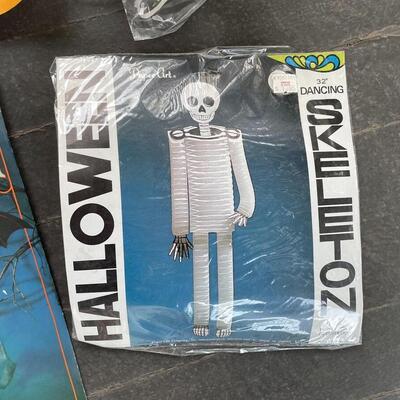 HALLOWEEN
Paper Art®
32"
DANCING
SKELETON